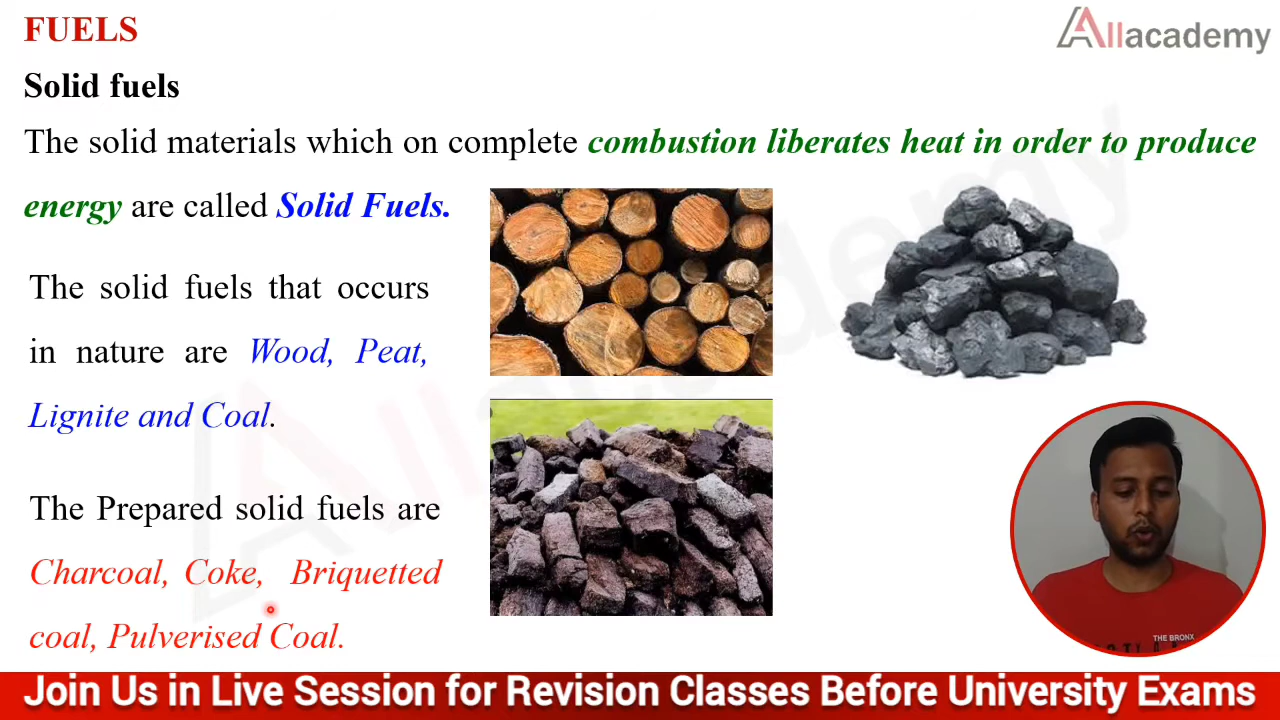 FUELS
Allacademy
Solid fuels
The solid materials which on complete combustion liberates heat in order to produce
energy are called Solid Fuels.
The solid fuels that occurs
in nature are Wood, Peat,
Lignite and Coal.
The Prepared solid fuels are
Charcoal, Coke, Briquetted
coal, Pulverised Coal.
THE BRONX
Join Us in Live Session for Revision Classes Before University Exams